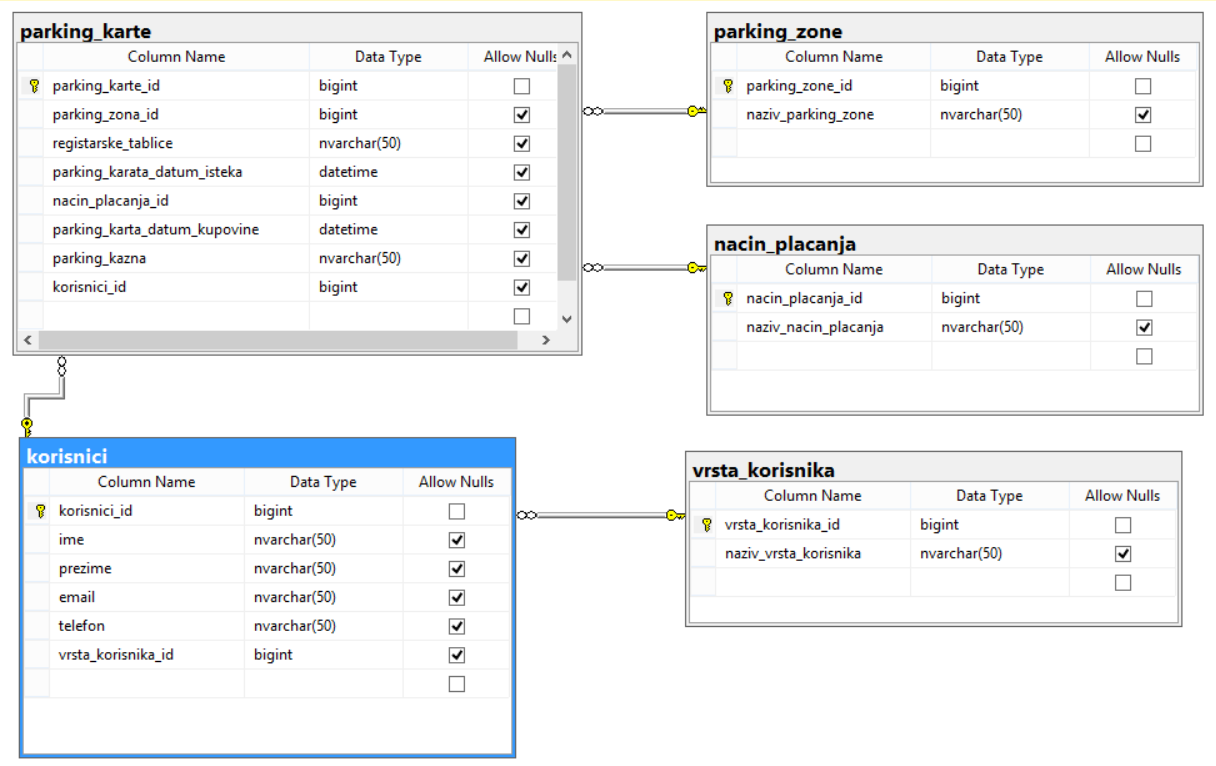 parking_karte
Column Name Data Type Allow Nulls
parking_karte_id bigint
parking_zona_id bigint
registarske_tablice nvarchar(50)
parking_karata_datum_isteka datetime
nacin_placanja_id bigint
parking_karta_datum_kupovine datetime
parking_kazna nvarchar(50)
korisnici_id bigint
parking_zone
Column Name Data Type Allow Nulls
parking_zone_id bigint
naziv_parking_zone nvarchar(50)
nacin_placanja
Column Name Data Type Allow Nulls
nacin_placanja_id bigint
naziv_nacin_placanja nvarchar(50)
korisnici
Column Name Data Type Allow Nulls
korisnici_id bigint
ime nvarchar(50)
prezime nvarchar(50)
email nvarchar(50)
telefon nvarchar(50)
vrsta_korisnika_id bigint
vrsta_korisnika
Column Name Data Type Allow Nulls
vrsta_korisnika_id bigint
naziv_vrsta_korisnika nvarchar(50)